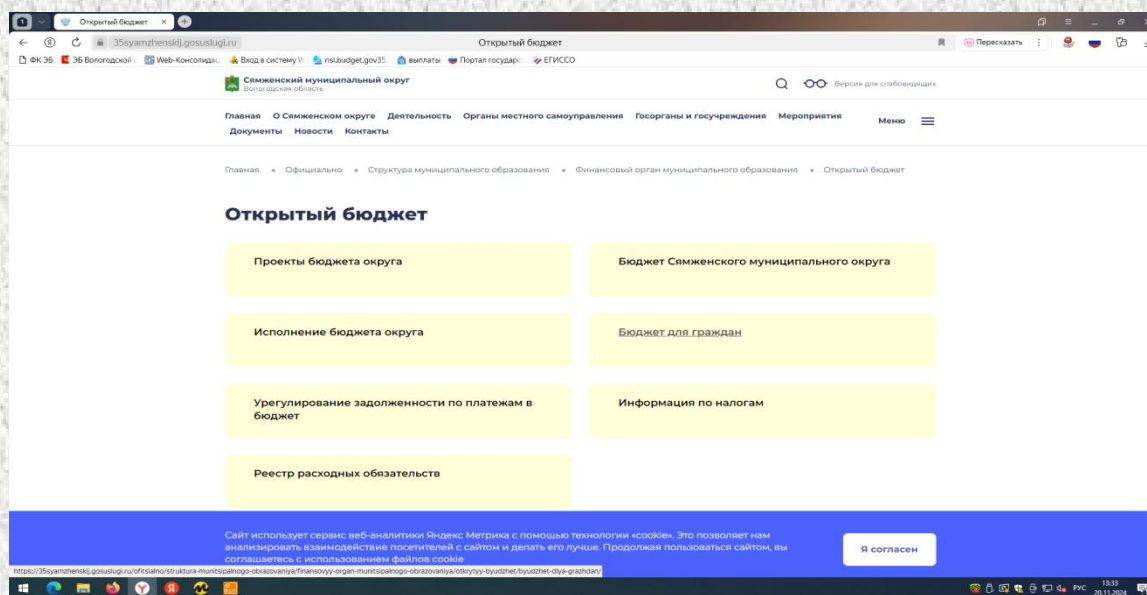 1
Открытый бюджет
35syamzhenskij.gosuslugi.ru
Открытый бюджет
Пересказать
ФК 36
ЭБ Вологодской
Web-Консолидац
Вход в систему
nsi.budget.gov35.
выплаты
Портал государс
ЕГИССО
Сямженский муниципальный округ
Вологодская область
Версия для слабовидящих
Главная О Сямженском округе Деятельность Органы местного самоуправления Госорганы и госучреждения Мероприятия
Меню
Документы Новости Контакты
Главная • Официально • Структура муниципального образования • Финансовый орган муниципального образования • Открытый бюджет
Открытый бюджет
Проекты бюджета округа
Бюджет Сямженского муниципального округа
Исполнение бюджета округа
Бюджет для граждан
Урегулирование задолженности по платежам в
бюджет
Информация по налогам
Реестр расходных обязательств
Сайт использует сервис веб-аналитики Яндекс Метрика с помощью технологии «cookie». Это позволяет нам
анализировать взаимодействие посетителей с сайтом и делать его лучше. Продолжая пользоваться сайтом, вы
соглашаетесь с использованием файлов cookie
Я согласен
https://35syamzhenskij.gosuslugi.ru/ofitsialno/struktura-munitsipalnogo-obrazovaniya/finansovyy-organ-munitsipalnogo-obrazovaniya/otkrytyy-byudzhet/byudzhet-dlya-grazhdan/
РУС
13:33
20.11.2024